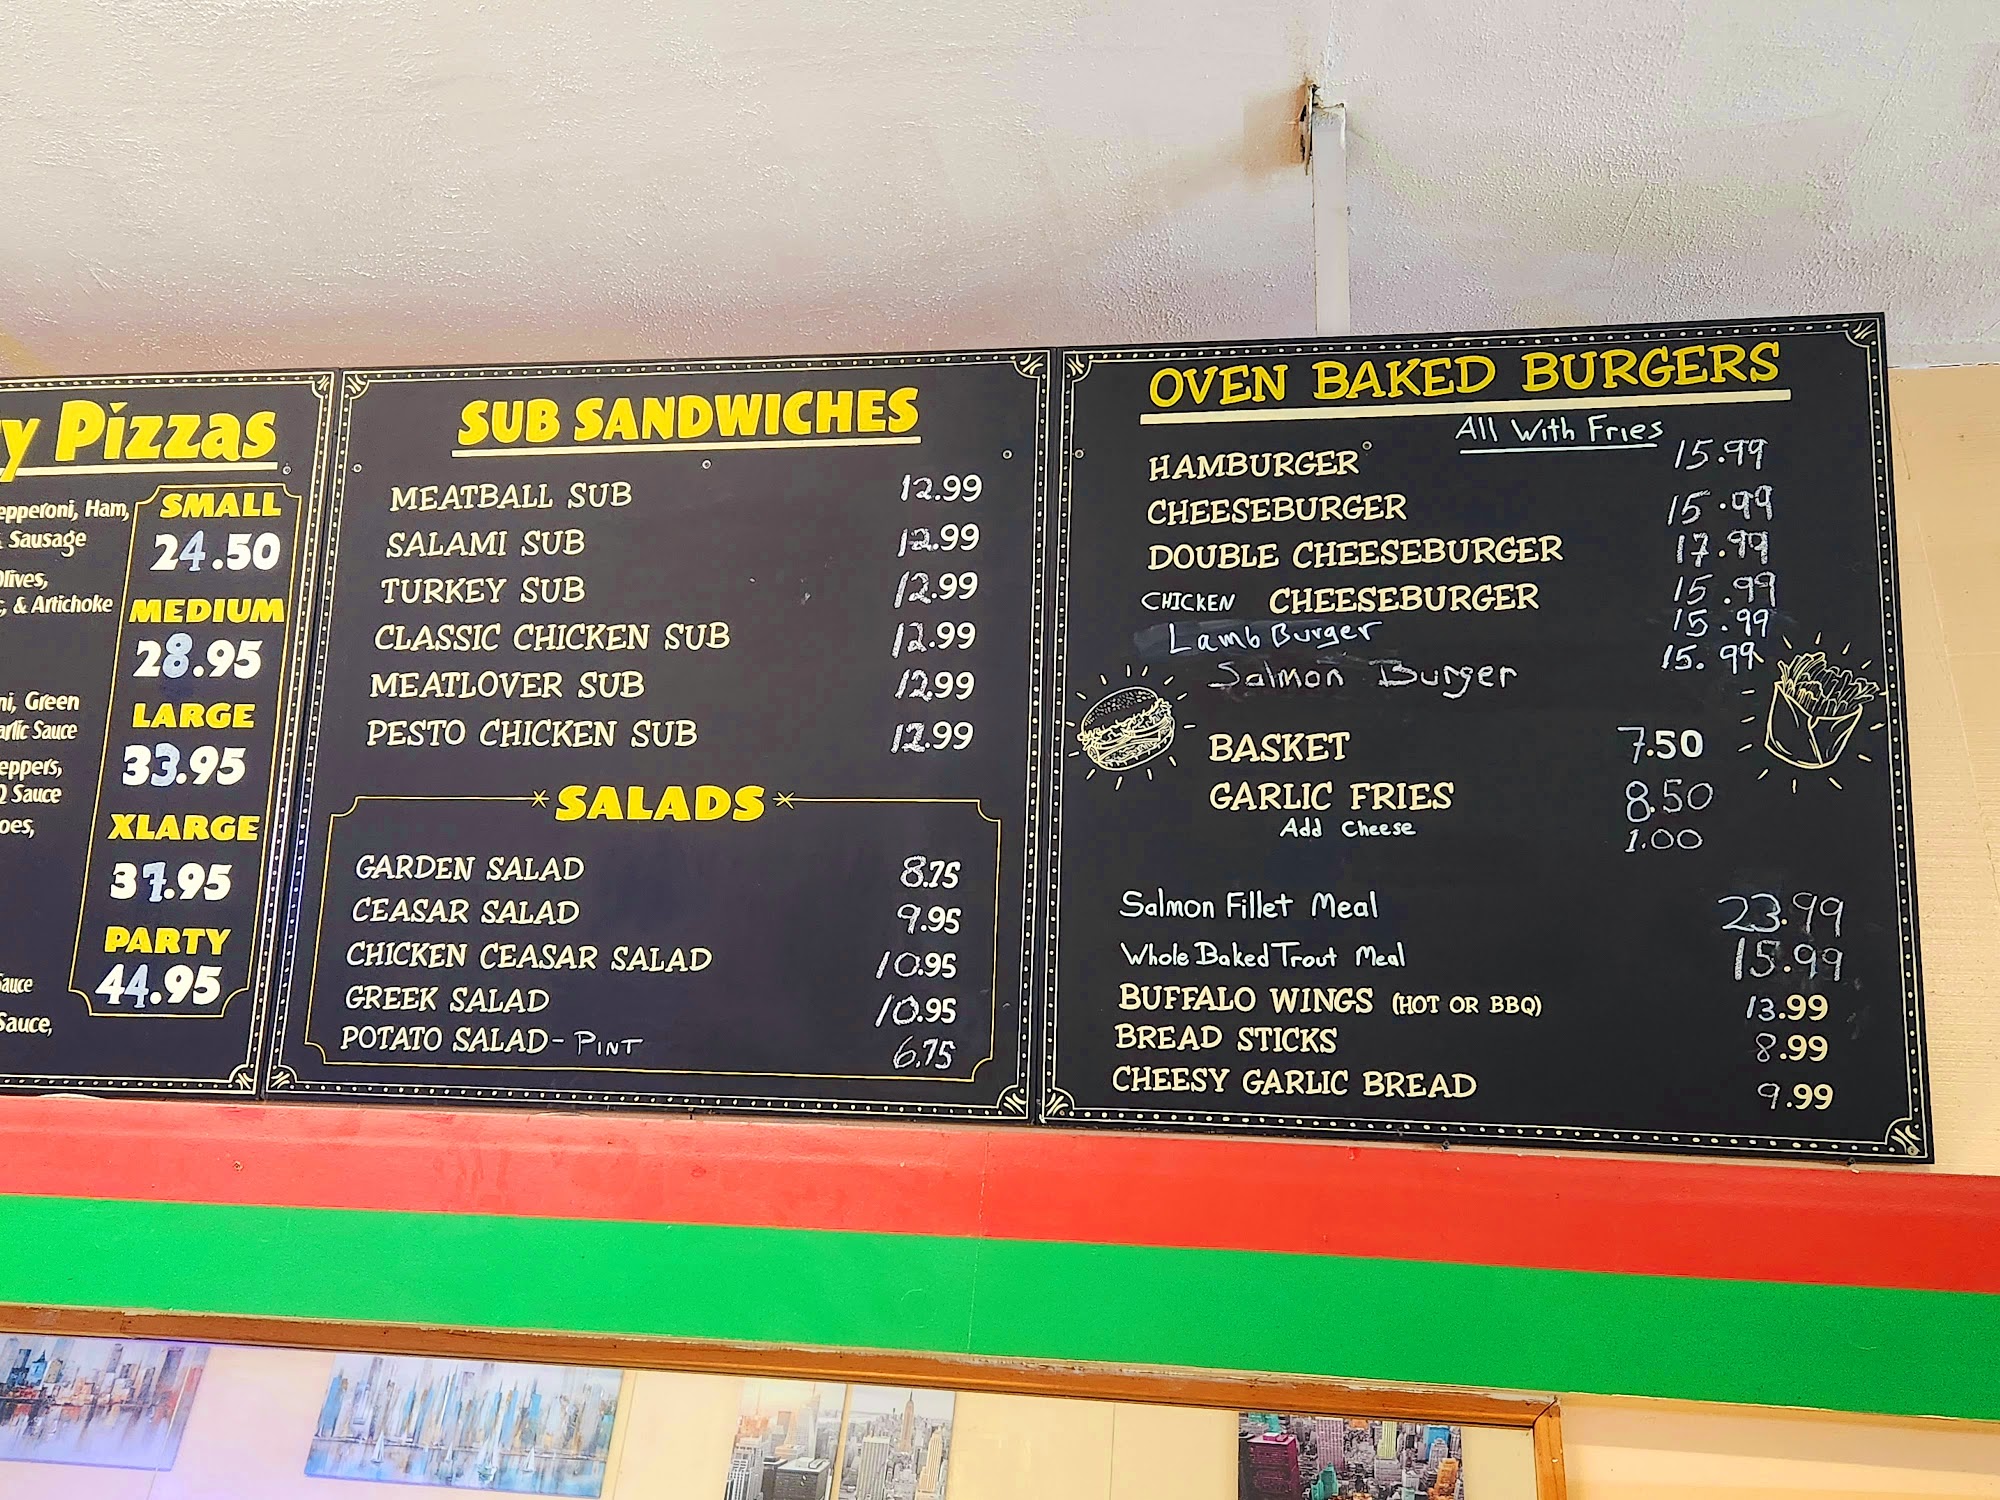 y Pizzas
epperoni, Ham,
Sausage
Olives,
& Artichoke
ni, Green
arlic Sauce
eppers,
Q Sauce
oes,
Sauce
Sauce,
SMALL
24.50
MEDIUM
28.95
LARGE
33.95
XLARGE
37.95
PARTY
44.95
SUB SANDWICHES
MEATBALL SUB 12.99
SALAMI SUB 12.99
TURKEY SUB 12.99
CLASSIC CHICKEN SUB 12.99
MEATLOVER SUB 12.99
PESTO CHICKEN SUB 12.99
SALADS
GARDEN SALAD 8.75
CEASAR SALAD 9.95
CHICKEN CEASAR SALAD 10.95
GREEK SALAD 10.95
POTATO SALAD - PINT 6.75
OVEN BAKED BURGERS
All With Fries
HAMBURGER 15.99
CHEESEBURGER 15.99
DOUBLE CHEESEBURGER 17.99
CHICKEN CHEESEBURGER 15.99
Lamb Burger 15.99
Salmon Burger 15.99
BASKET 7.50
GARLIC FRIES 8.50
Add Cheese 1.00
Salmon Fillet Meal 23.99
Whole Baked Trout Meal 15.99
BUFFALO WINGS (HOT OR BBQ) 13.99
BREAD STICKS 8.99
CHEESY GARLIC BREAD 9.99